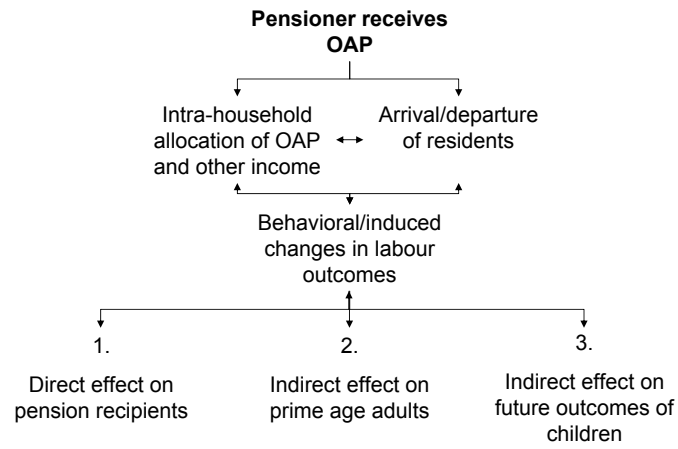 Pensioner receives
OAP
Intra-household
allocation of OAP
and other income
Arrival/departure
of residents
Behavioral/induced
changes in labour
outcomes
1.
Direct effect on
pension recipients
2.
Indirect effect on
prime age adults
3.
Indirect effect on
future outcomes of
children